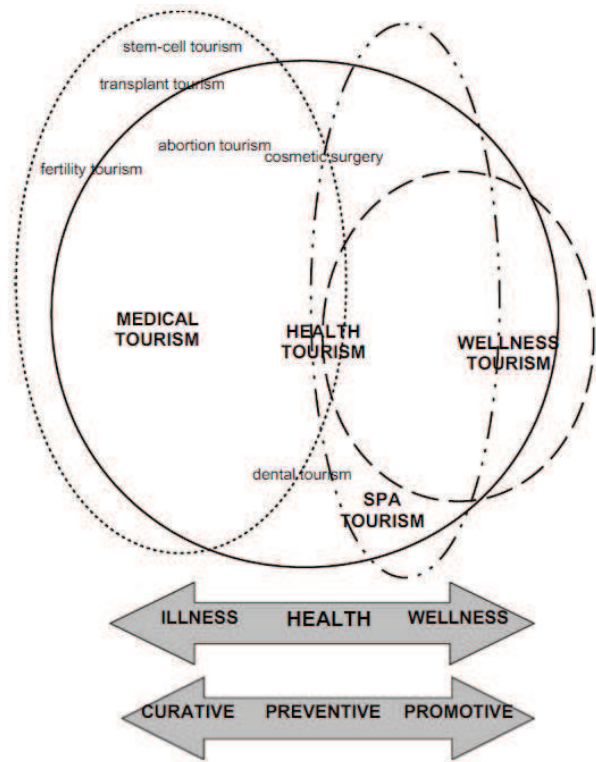 stem-cell tourism
transplant tourism
abortion tourism
cosmetic surgery
fertility tourism
MEDICAL
TOURISM
HEALTH
TOURISM
WELLNESS
TOURISM
dental tourism
SPA
TOURISM
ILLNESS HEALTH WELLNESS
CURATIVE PREVENTIVE PROMOTIVE